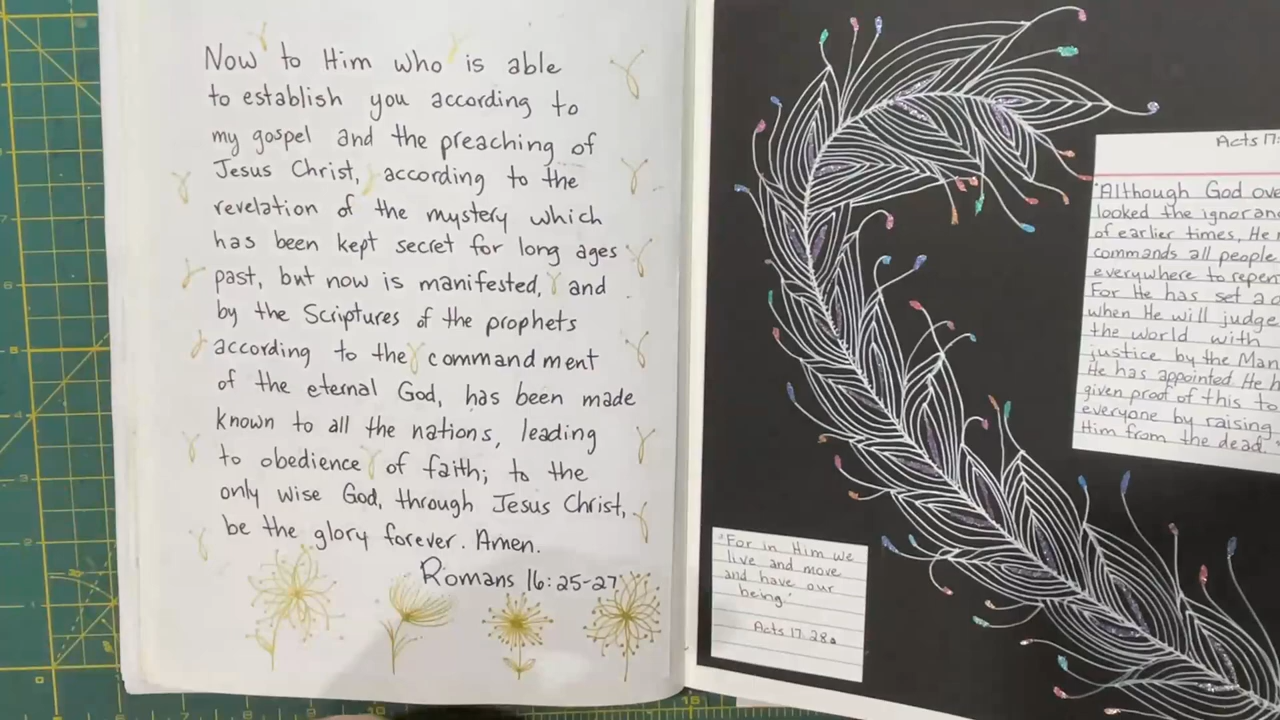 Now to Him who is able
to establish you according to
my gospel and the preaching of
Jesus Christ, according to the
revelation of the mystery which
has been kept secret for long ages
past, but now is manifested, and
by the Scriptures of the prophets
according to the commandment
of the eternal God, has been made
known to all the nations, leading
to obedience of faith; to the
only wise God, through Jesus Christ,
be the glory forever. Amen.
Romans 16:25-27
"For in Him we
live and move
and have our
being."
Acts 17:28a
Acts 17:
"Although God over
looked the ignoran
of earlier times, He n
commands all people
everywhere to repen
For He has set a d
when He will judge
the world with
justice by the Man
He has appointed. He h
given proof of this to
everyone by raising
Him from the dead.